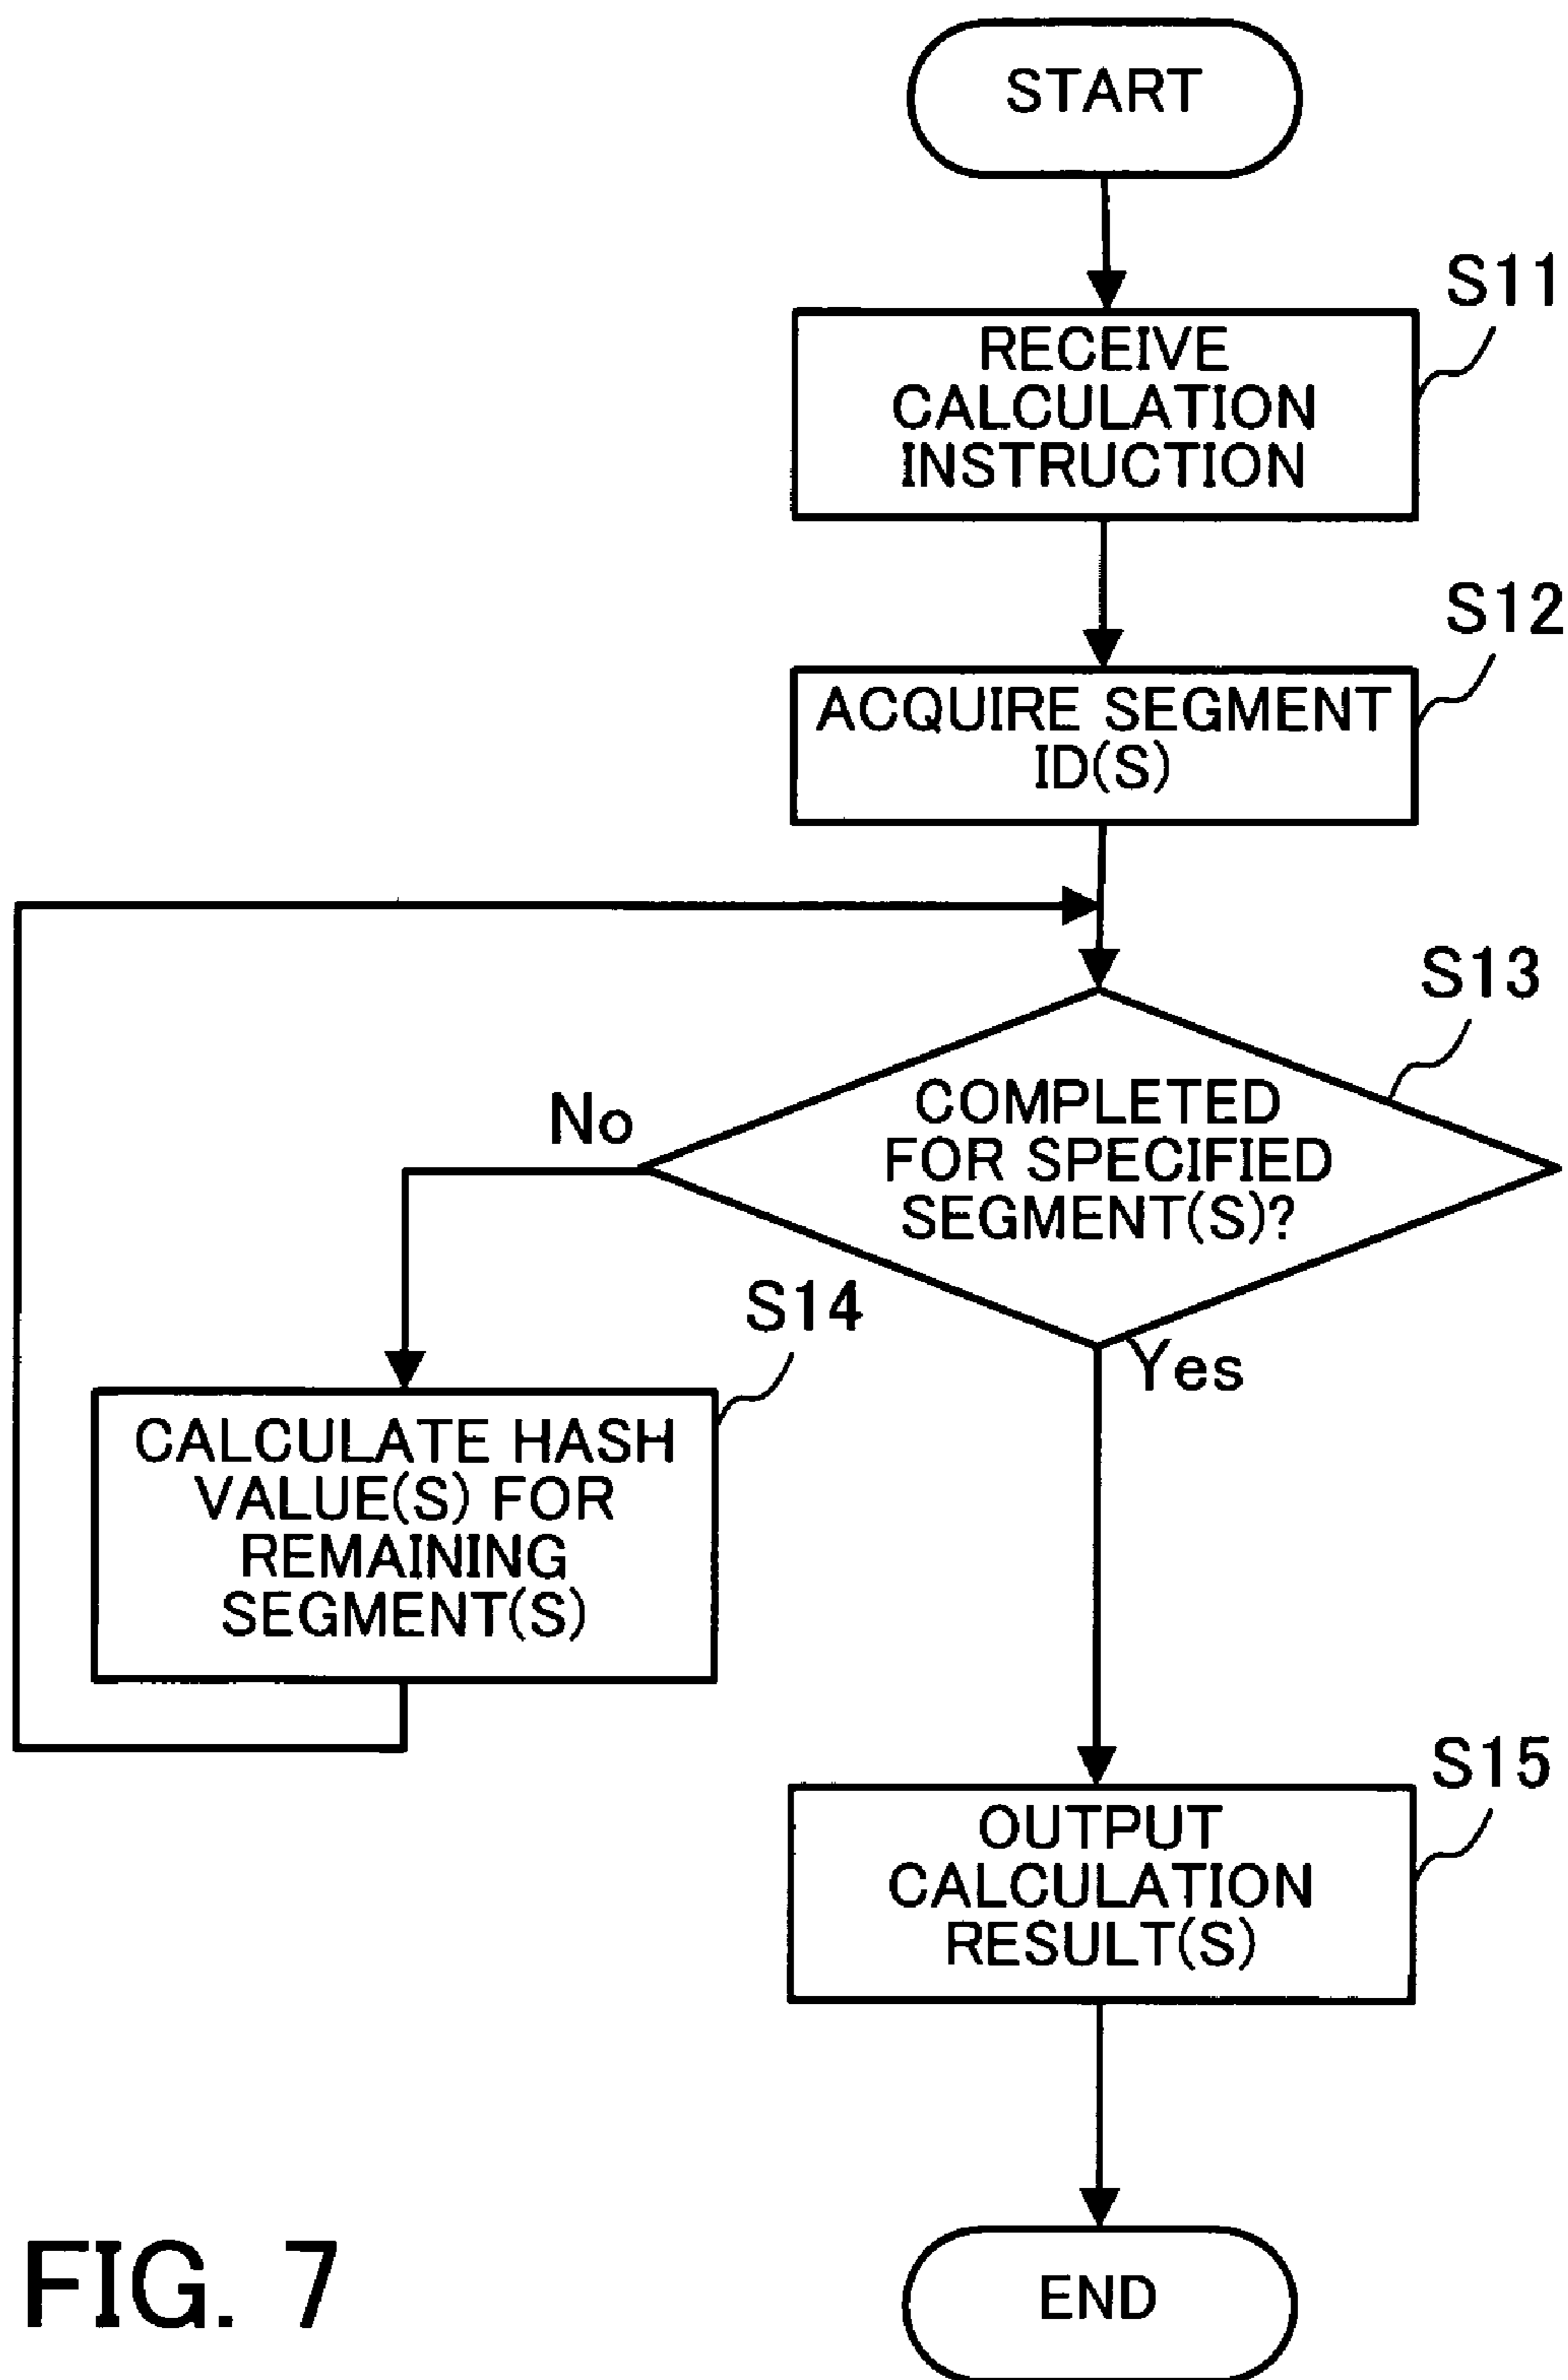 START
S11
RECEIVE
CALCULATION
INSTRUCTION
S12
ACQUIRE SEGMENT
ID(S)
S13
COMPLETED
FOR SPECIFIED
SEGMENT(S)?
No
Yes
S14
CALCULATE HASH
VALUE(S) FOR
REMAINING
SEGMENT(S)
S15
OUTPUT
CALCULATION
RESULT(S)
END
FIG. 7